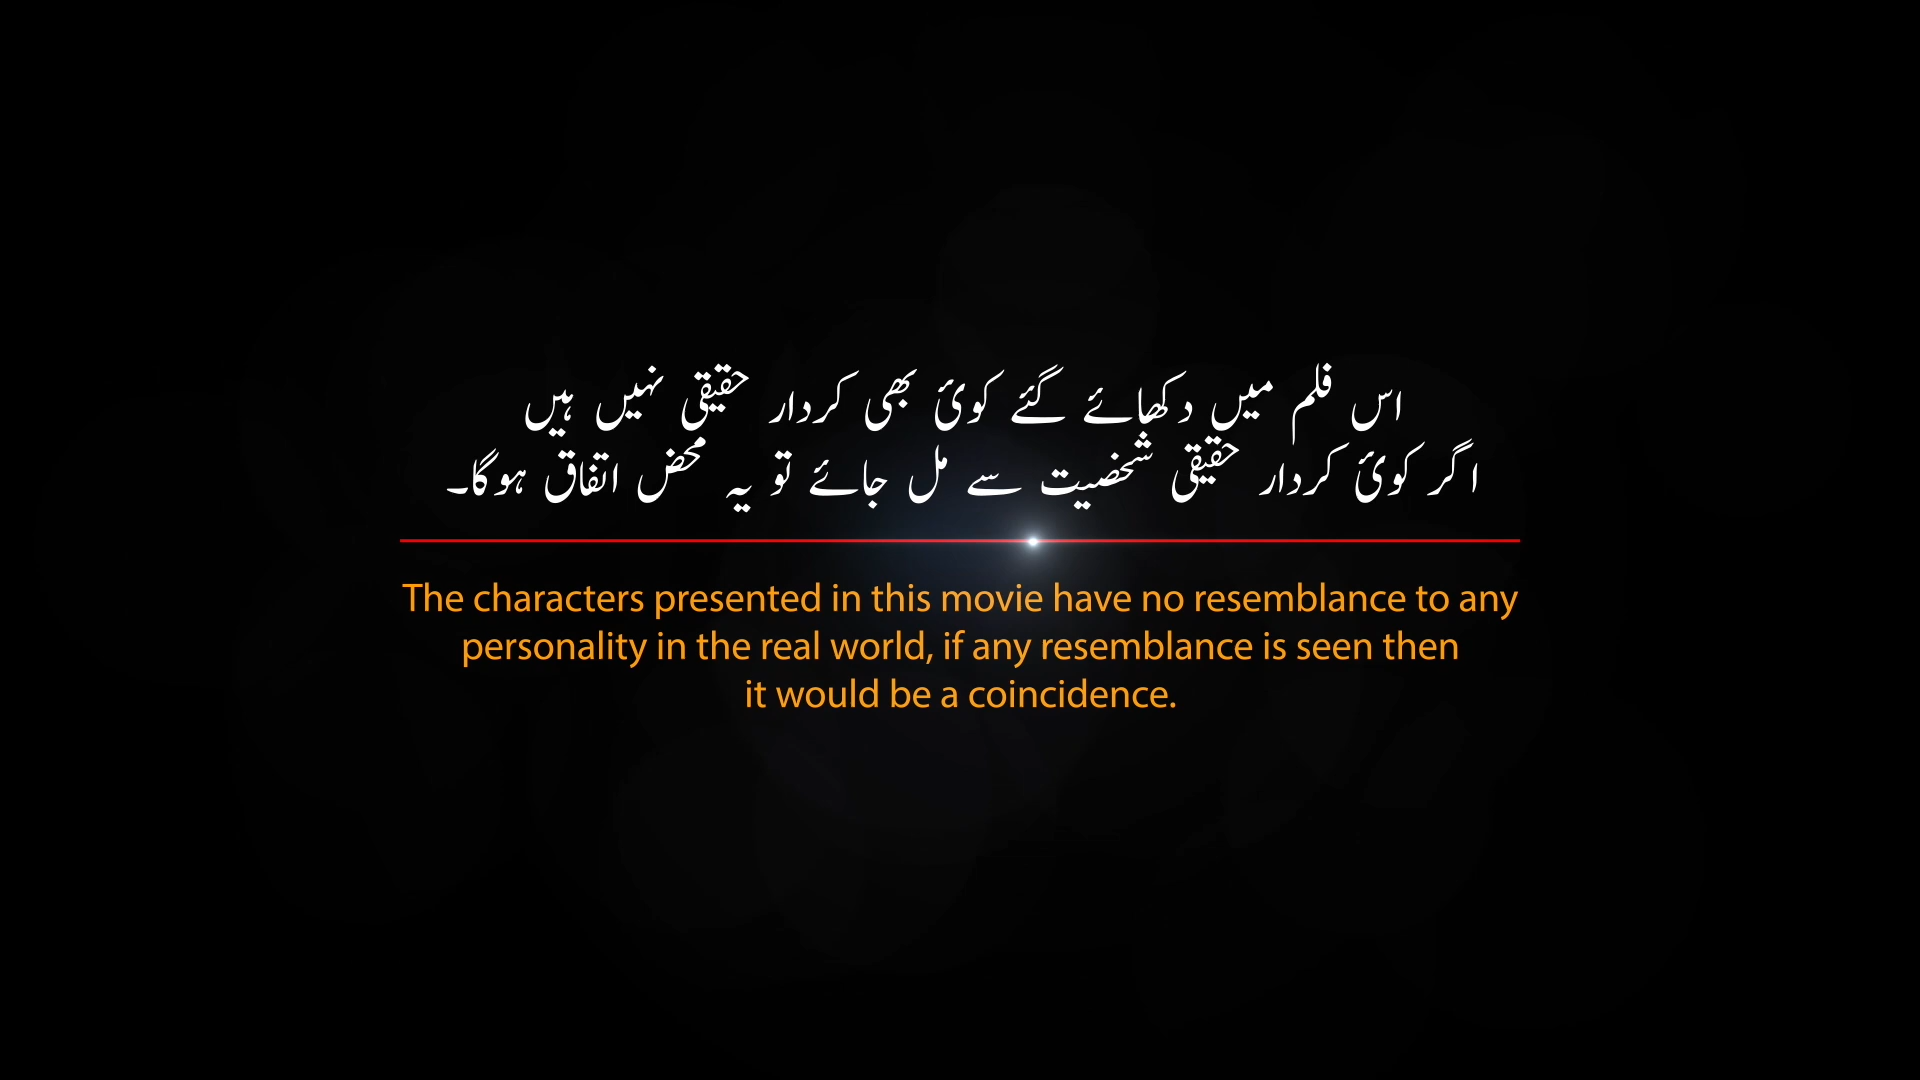 اس فلم میں دکھائے گئے کوئ بھی کردار حقیقی نہیں ہیں
اگر کوئ کردار حقیقی شخصیت سے مل جائے تو یہ محض اتفاق ہوگا۔
The characters presented in this movie have no resemblance to any
personality in the real world, if any resemblance is seen then
it would be a coincidence.